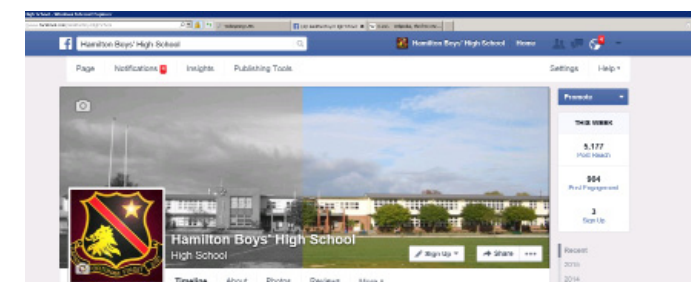 Hamilton Boys' High School
Hamilton Boys' High School Home
Page Notifications Insights Publishing Tools Settings Help
Promote
THIS WEEK
5,177
Post Reach
984
Post Engagement
3
Sign Up
Hamilton Boys' High School
High School
Sign Up Share
Recent
2015
2014
Timeline About Photos Reviews More